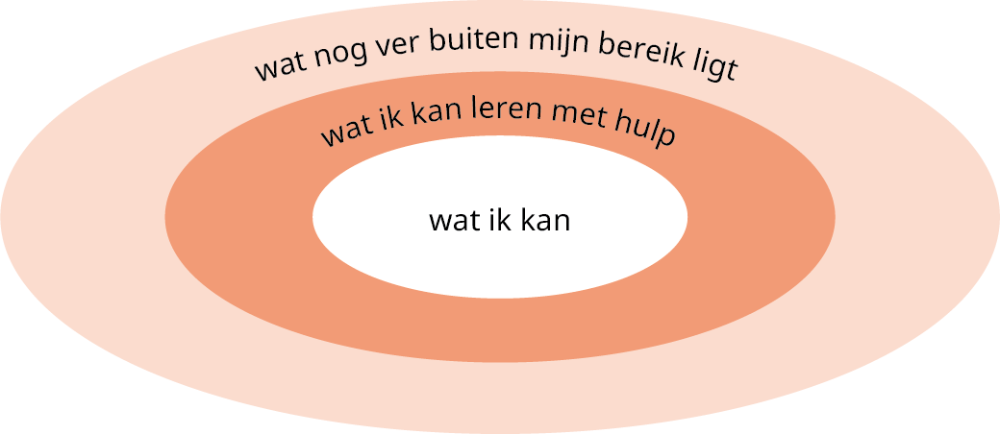 wat nog ver buiten mijn bereik ligt
wat ik kan leren met hulp
wat ik kan